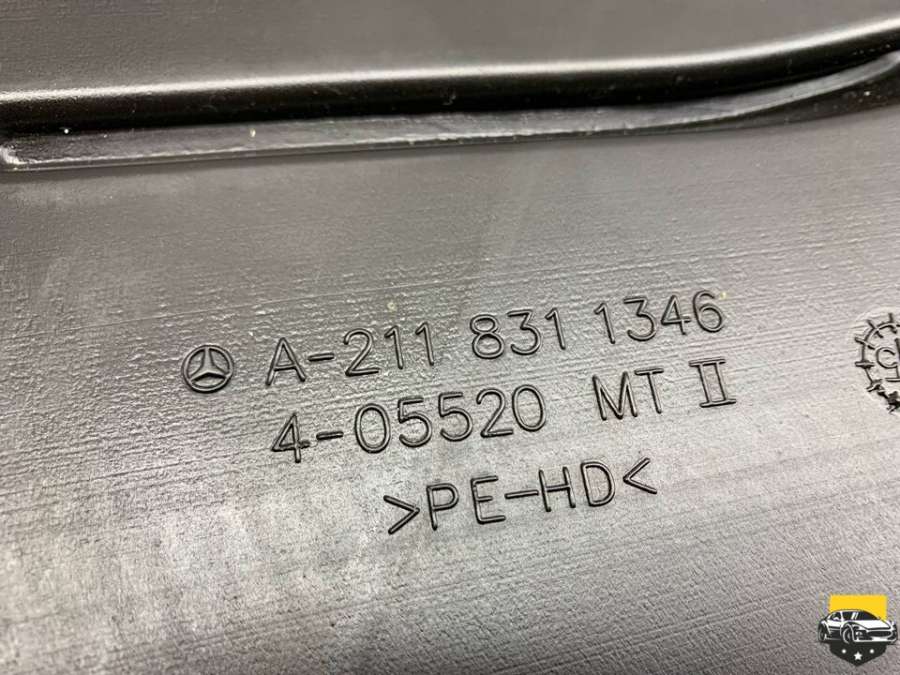 A-211 831 1346
4-05520 MT II
>PE-HD<